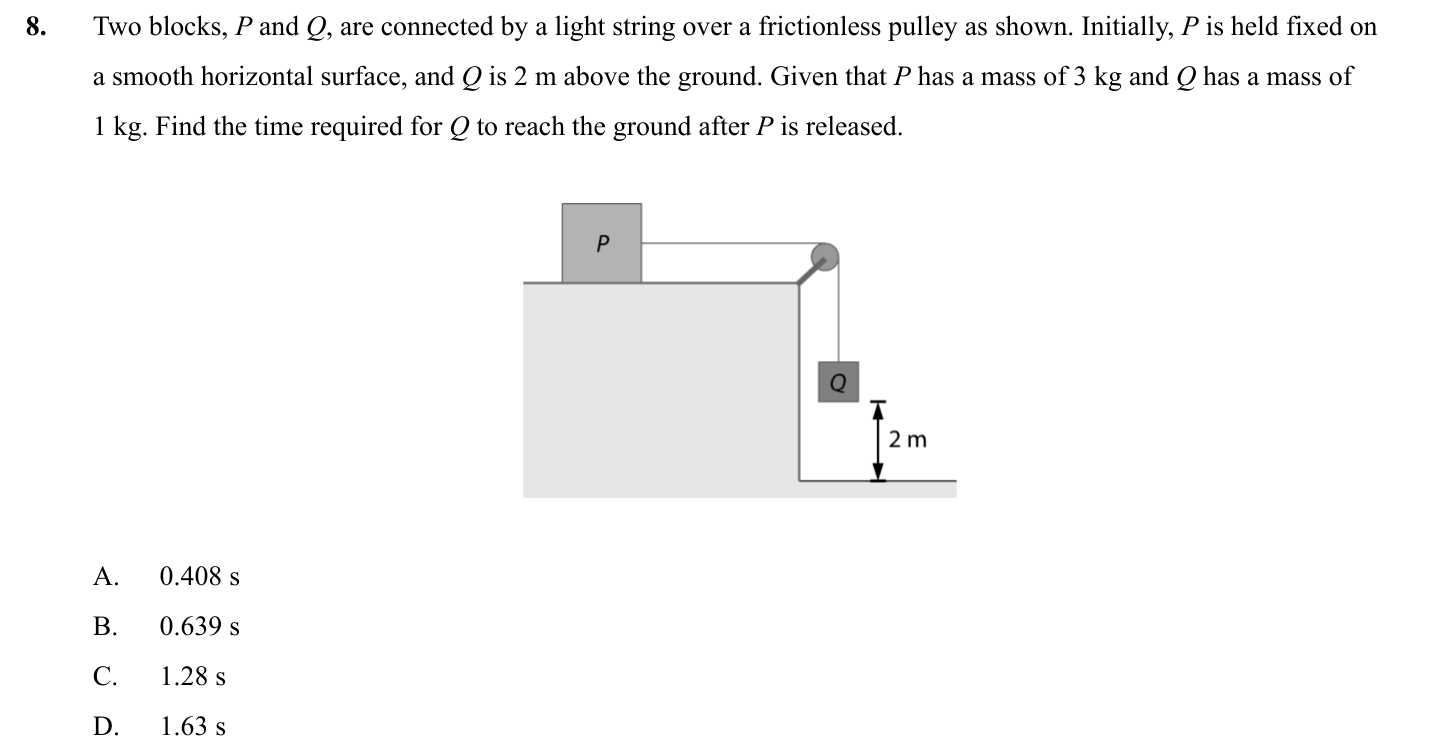 8. Two blocks, P and Q, are connected by a light string over a frictionless pulley as shown. Initially, P is held fixed on
a smooth horizontal surface, and Q is 2 m above the ground. Given that P has a mass of 3 kg and Q has a mass of
1 kg. Find the time required for Q to reach the ground after P is released.
P
Q
2 m
A. 0.408 s
B. 0.639 s
C. 1.28 s
D. 1.63 s